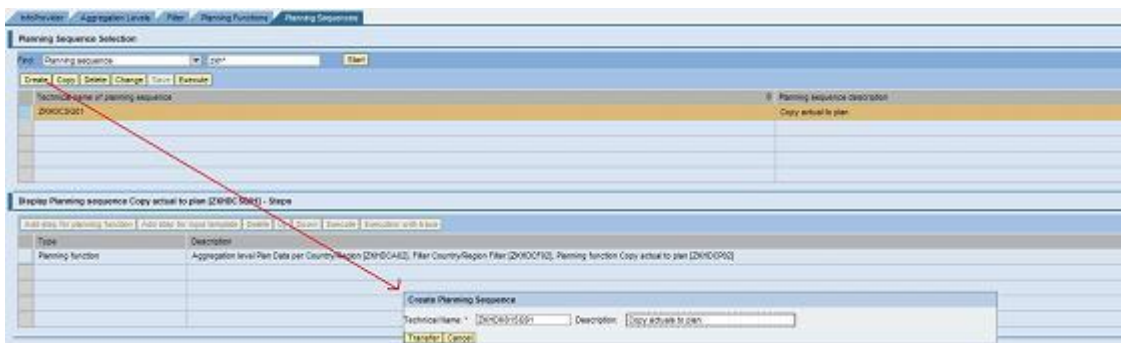 InfoProvider Aggregation Levels Filter Planning Functions Planning Sequences
Planning Sequence Selection
Find: Planning sequence Start
Create Copy Delete Change Save Execute
Technical name of planning sequence Planning sequence description
Copy actual to plan
Display Planning sequence Copy actual to plan - Steps
Add step for planning function Add step for input template Delete Up Down Execute Execution with trace
Type Description
Planning function Aggregation level Plan Data per Country/Region Filter Country/Region Filter Planning function Copy actual to plan
Create Planning Sequence
Technical Name: * Description: Copy actuals to plan
Transfer Cancel